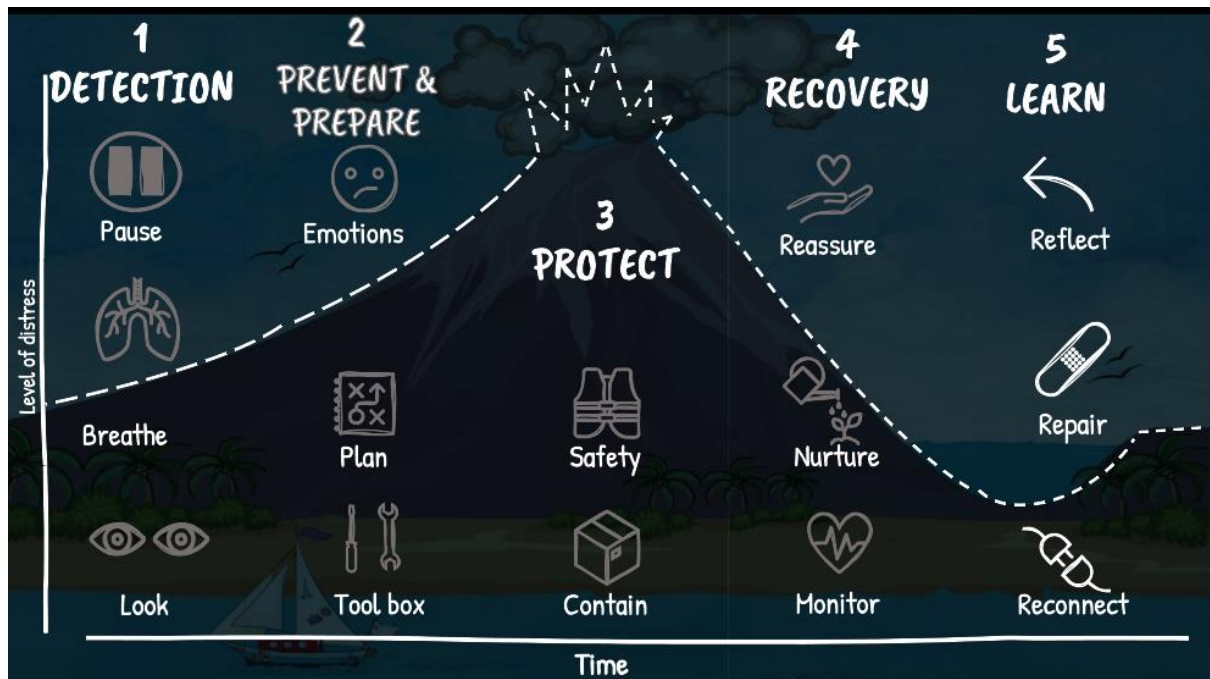 1
DETECTION
Pause
Breathe
Look
2
PREVENT &
PREPARE
Emotions
Plan
Tool box
3
PROTECT
Safety
Contain
4
RECOVERY
Reassure
Nurture
Monitor
5
LEARN
Reflect
Repair
Reconnect
Level of distress
Time